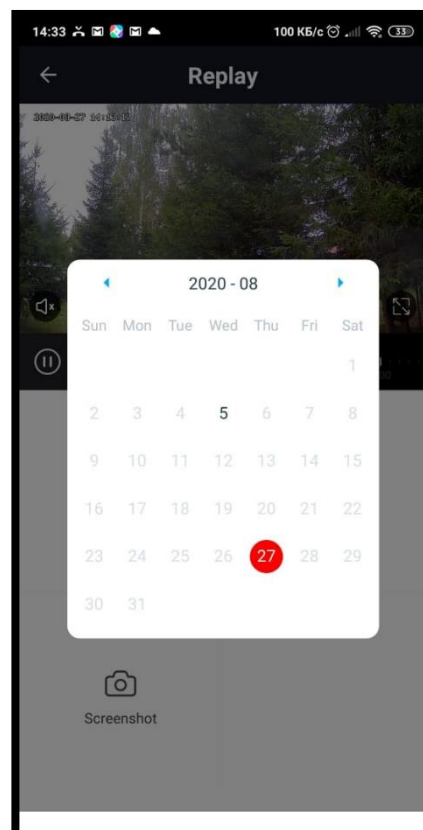 14:33 100 КБ/с 33
Replay
2020-08-27
2020 - 08
Sun Mon Tue Wed Thu Fri Sat
1
2 3 4 5 6 7 8
9 10 11 12 13 14 15
16 17 18 19 20 21 22
23 24 25 26 27 28 29
30 31
Screenshot